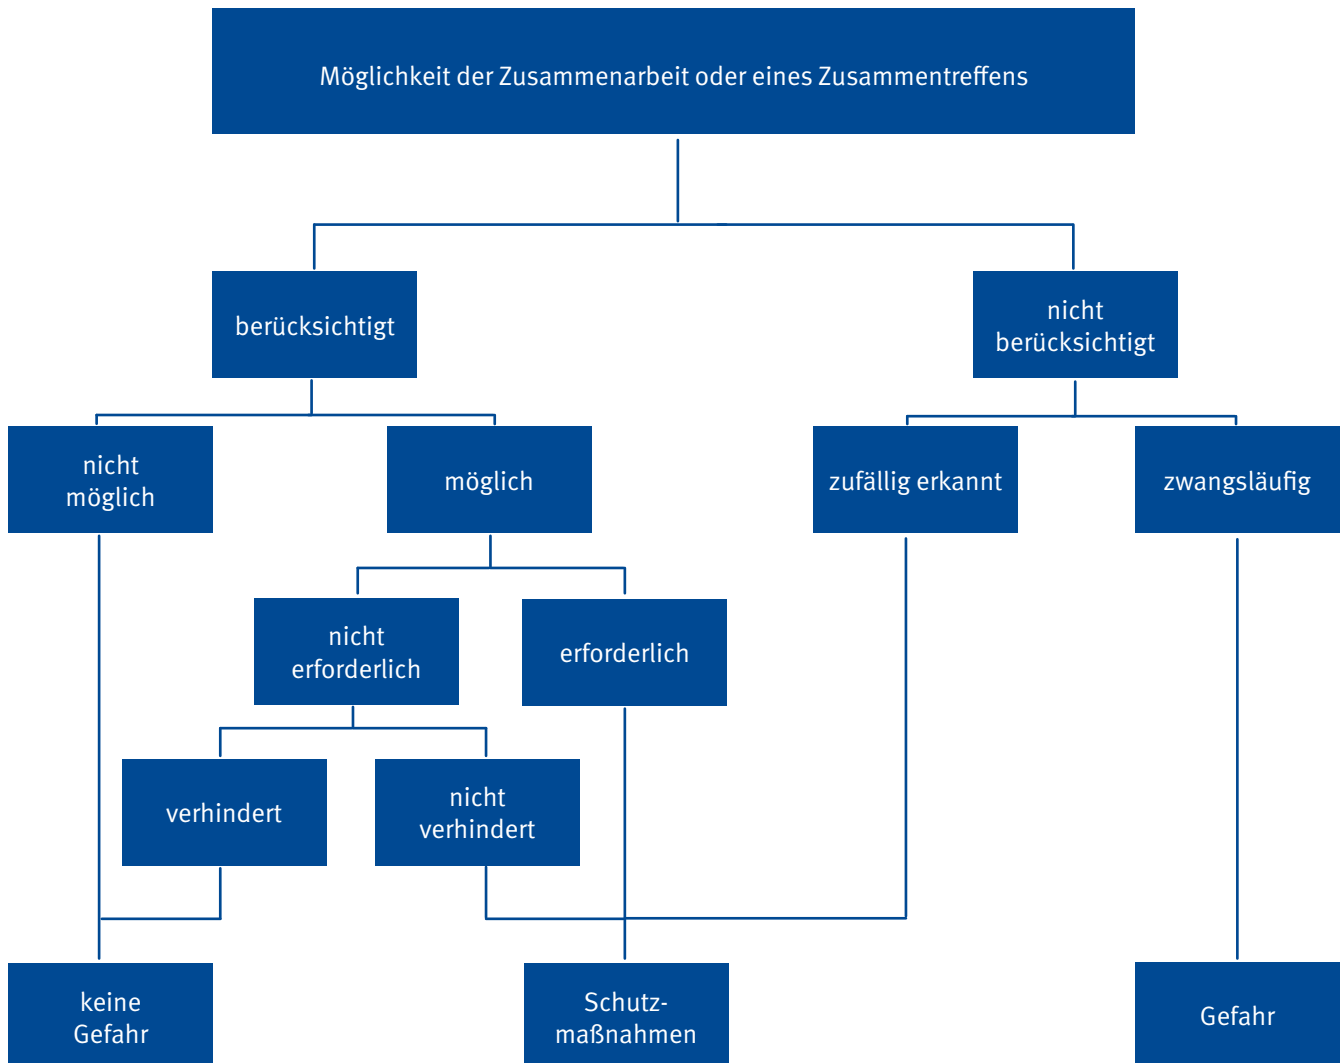 Möglichkeit der Zusammenarbeit oder eines Zusammentreffens
berücksichtigt
nicht
berücksichtigt
nicht
möglich
möglich
zufällig erkannt
zwangsläufig
nicht
erforderlich
erforderlich
verhindert
nicht
verhindert
keine
Gefahr
Schutz-
maßnahmen
Gefahr